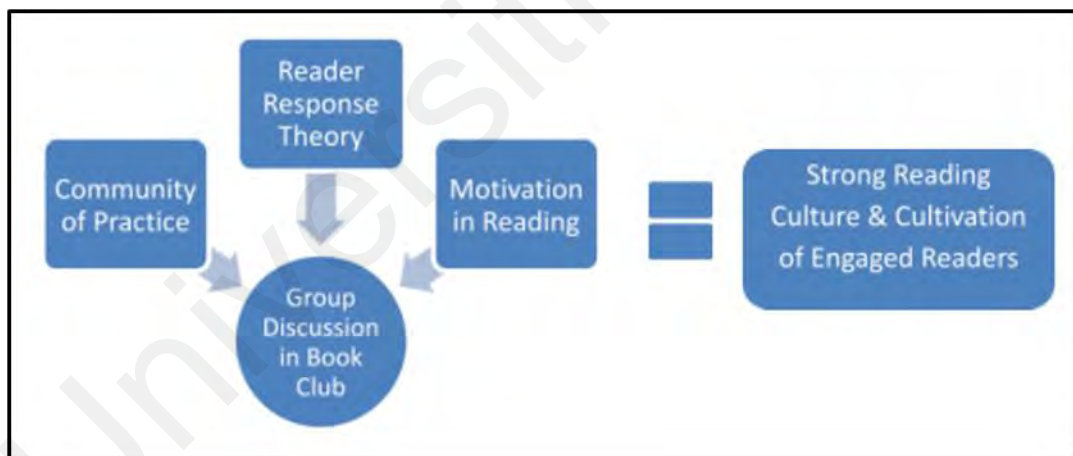 Reader
Response
Theory
Community
of Practice
Motivation
in Reading
Group
Discussion
in Book
Club
Strong Reading
Culture & Cultivation
of Engaged Readers
Universiti